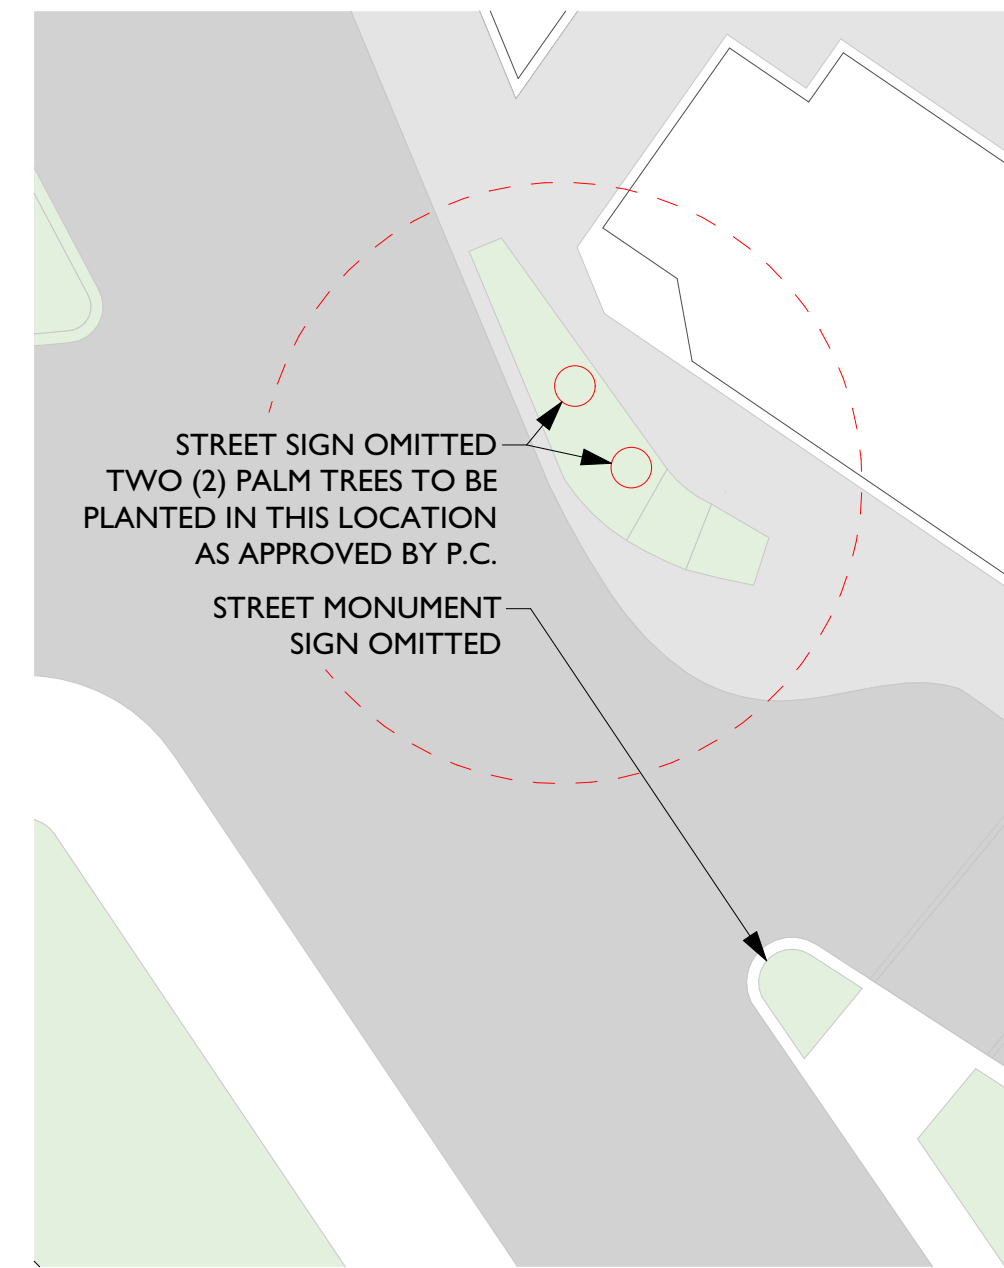 STREET SIGN OMITTED
TWO (2) PALM TREES TO BE
PLANTED IN THIS LOCATION
AS APPROVED BY P.C.
STREET MONUMENT
SIGN OMITTED